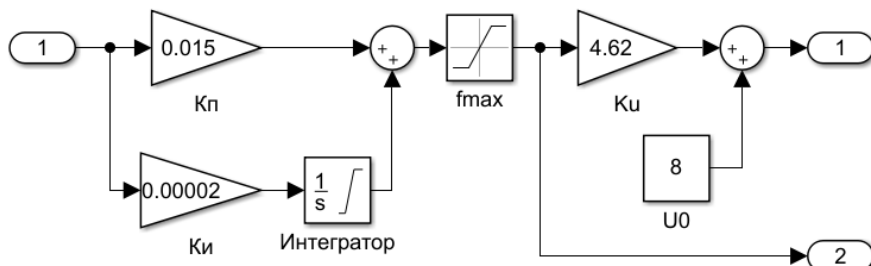 1
0.015
Кп
+
+
fmax
4.62
Ku
+
+
1
0.00002
Ки
1
s
Интегратор
8
U0
2